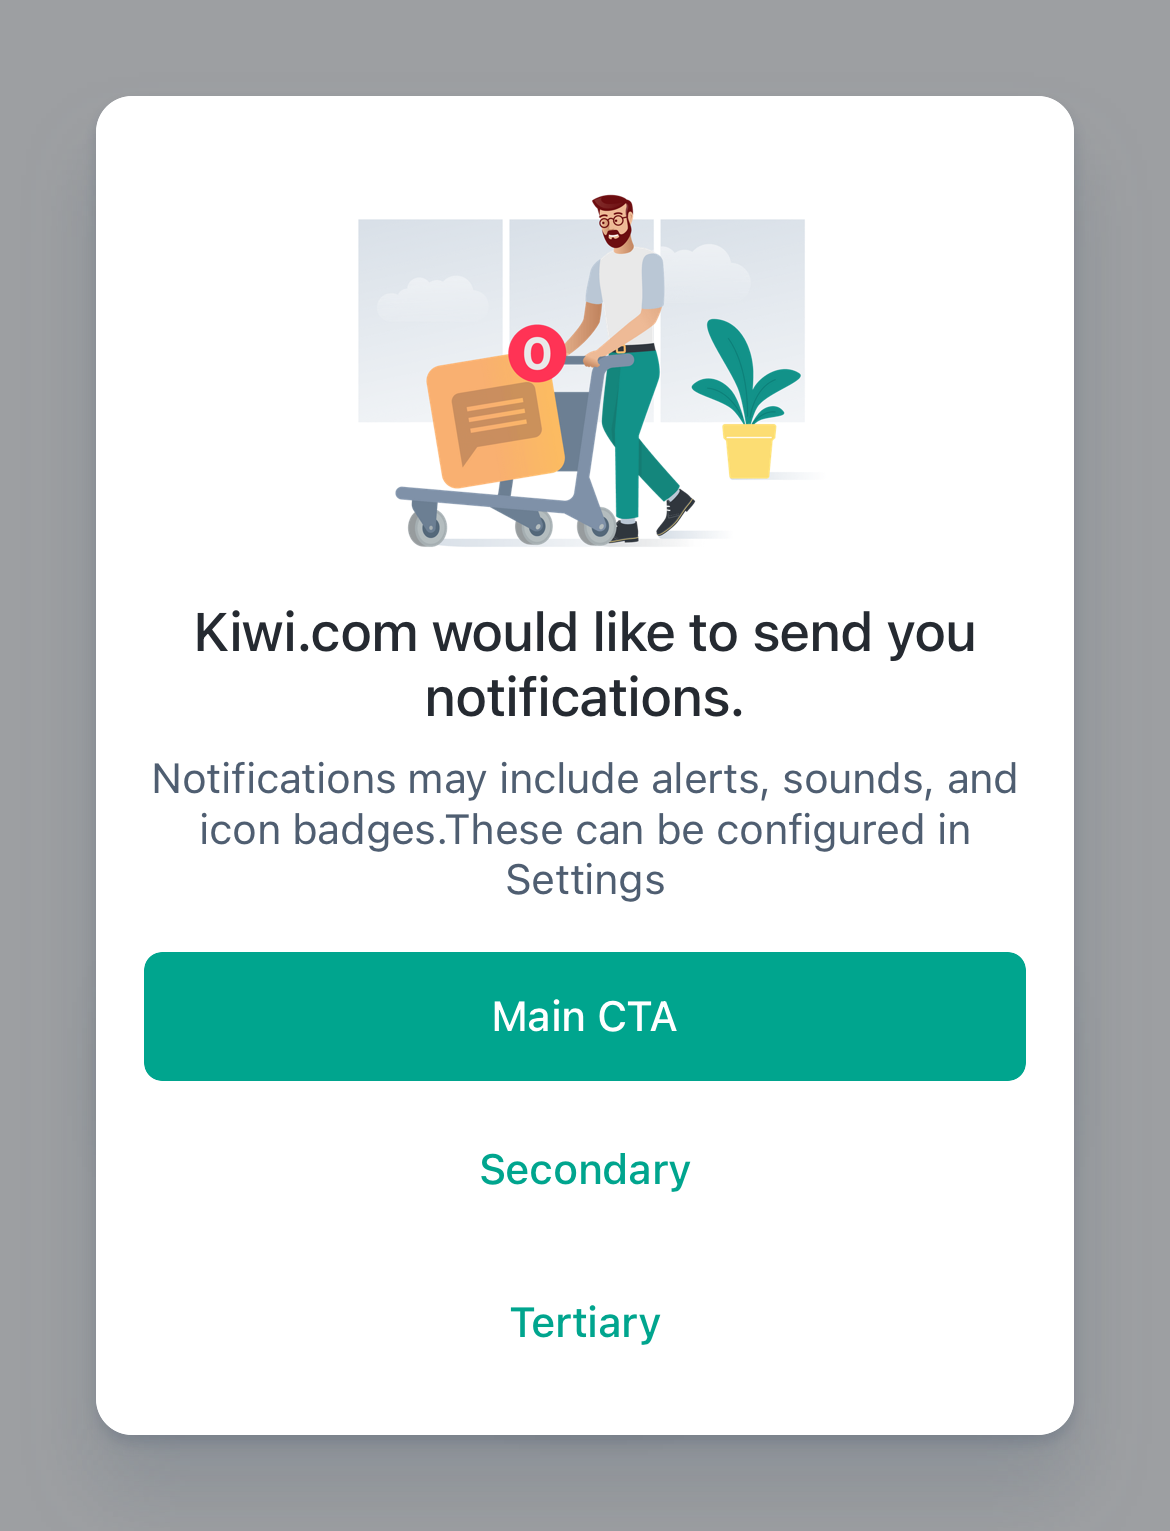 0
Kiwi.com would like to send you
notifications.
Notifications may include alerts, sounds, and
icon badges.These can be configured in
Settings
Main CTA
Secondary
Tertiary